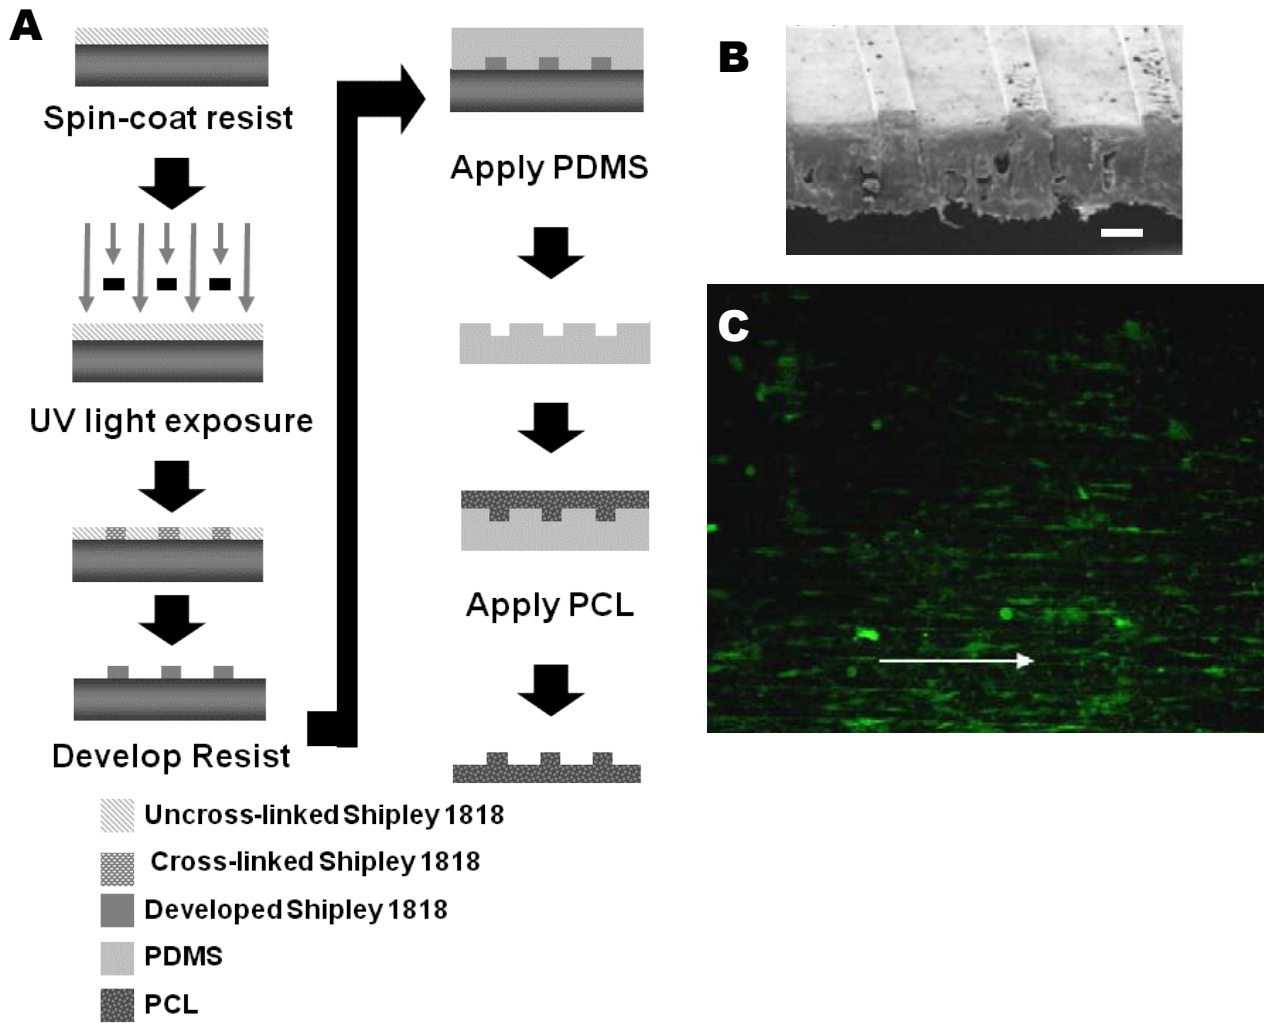 A
Spin-coat resist
UV light exposure
Develop Resist
Apply PDMS
Apply PCL
Uncross-linked Shipley 1818
Cross-linked Shipley 1818
Developed Shipley 1818
PDMS
PCL
B
C